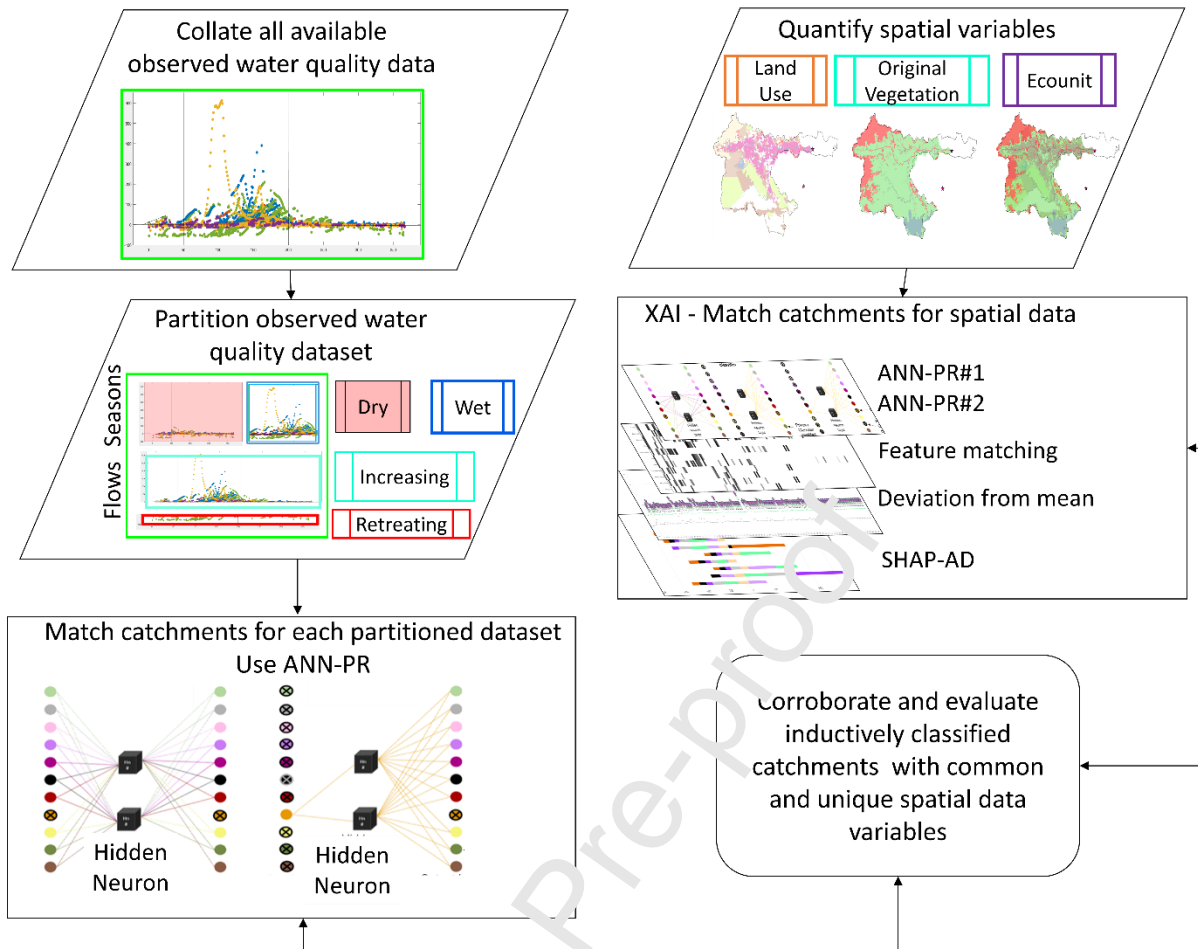 Collate all available
observed water quality data
Partition observed water
quality dataset
Seasons
Flows
Dry
Wet
Increasing
Retreating
Match catchments for each partitioned dataset
Use ANN-PR
Hidden
Neuron
Hidden
Neuron
Quantify spatial variables
Land
Use
Original
Vegetation
Ecounit
XAI - Match catchments for spatial data
ANN-PR#1
ANN-PR#2
Feature matching
Deviation from mean
SHAP-AD
Corroborate and evaluate
inductively classified
catchments with common
and unique spatial data
variables
Pre-proof